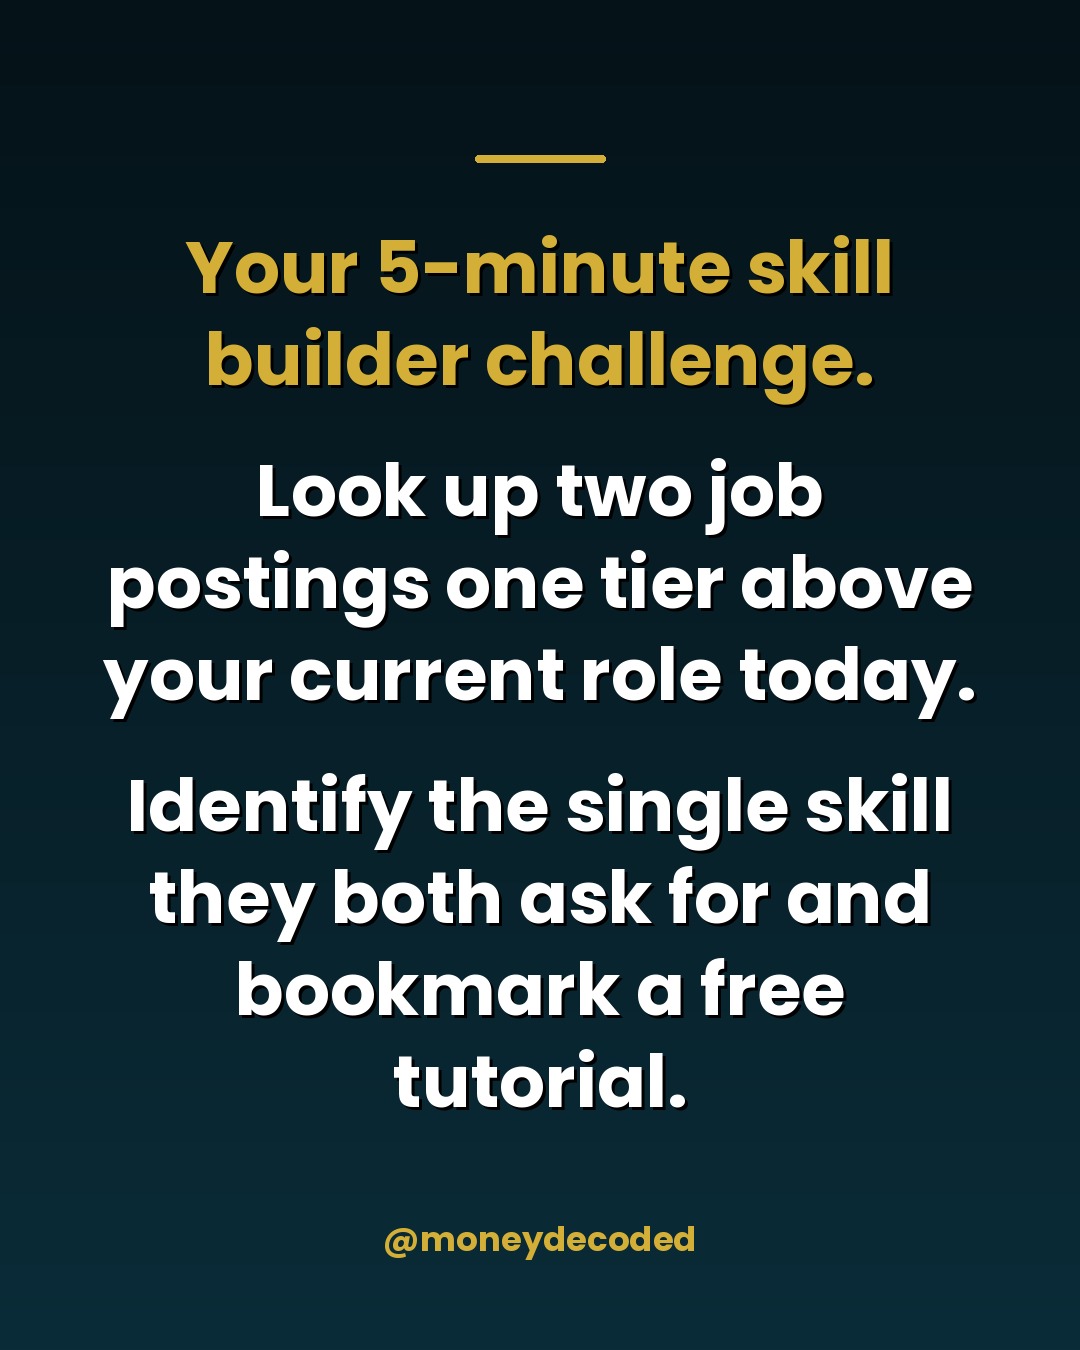 Your 5-minute skill
builder challenge.
Look up two job
postings one tier above
your current role today.
Identify the single skill
they both ask for and
bookmark a free
tutorial.
@moneydecoded